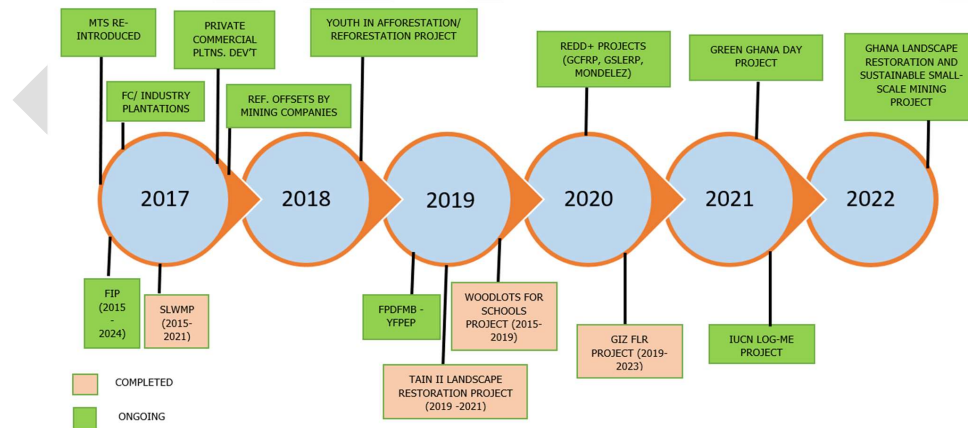 MTS RE-
INTRODUCED
PRIVATE
COMMERCIAL
PLTNS. DEV'T
YOUTH IN AFFORESTATION/
REFORESTATION PROJECT
REDD+ PROJECTS
(GCFRP, GSLERP,
MONDELEZ)
GREEN GHANA DAY
PROJECT
GHANA LANDSCAPE
RESTORATION AND
SUSTAINABLE SMALL-
SCALE MINING
PROJECT
FC/ INDUSTRY
PLANTATIONS
REF. OFFSETS BY
MINING COMPANIES
2017
2018
2019
2020
2021
2022
FIP
(2015
-
2024)
SLWMP
(2015-
2021)
FPDFMB -
YFPEP
WOODLOTS FOR
SCHOOLS
PROJECT (2015-
2019)
GIZ FLR
PROJECT (2019-
2023)
IUCN LOG-ME
PROJECT
TAIN II LANDSCAPE
RESTORATION PROJECT
(2019 -2021)
COMPLETED
ONGOING